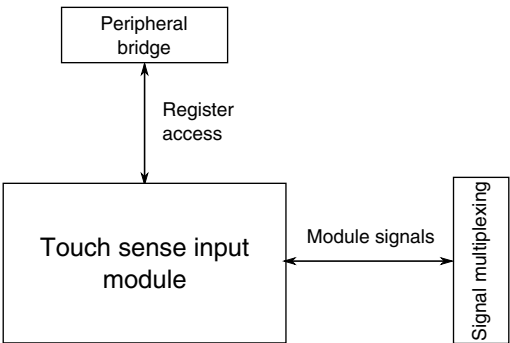 Peripheral
bridge
Register
access
Touch sense input
module
Module signals
Signal multiplexing